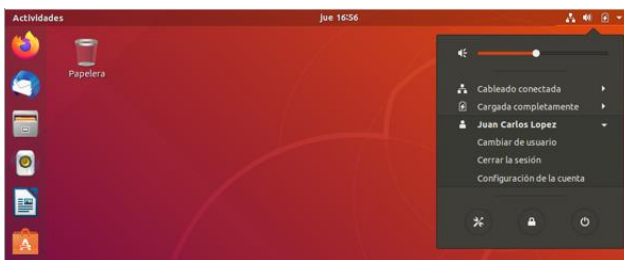 Actividades
jue 16:56
Papelera
Cableado conectada
Cargada completamente
Juan Carlos Lopez
Cambiar de usuario
Cerrar la sesión
Configuración de la cuenta